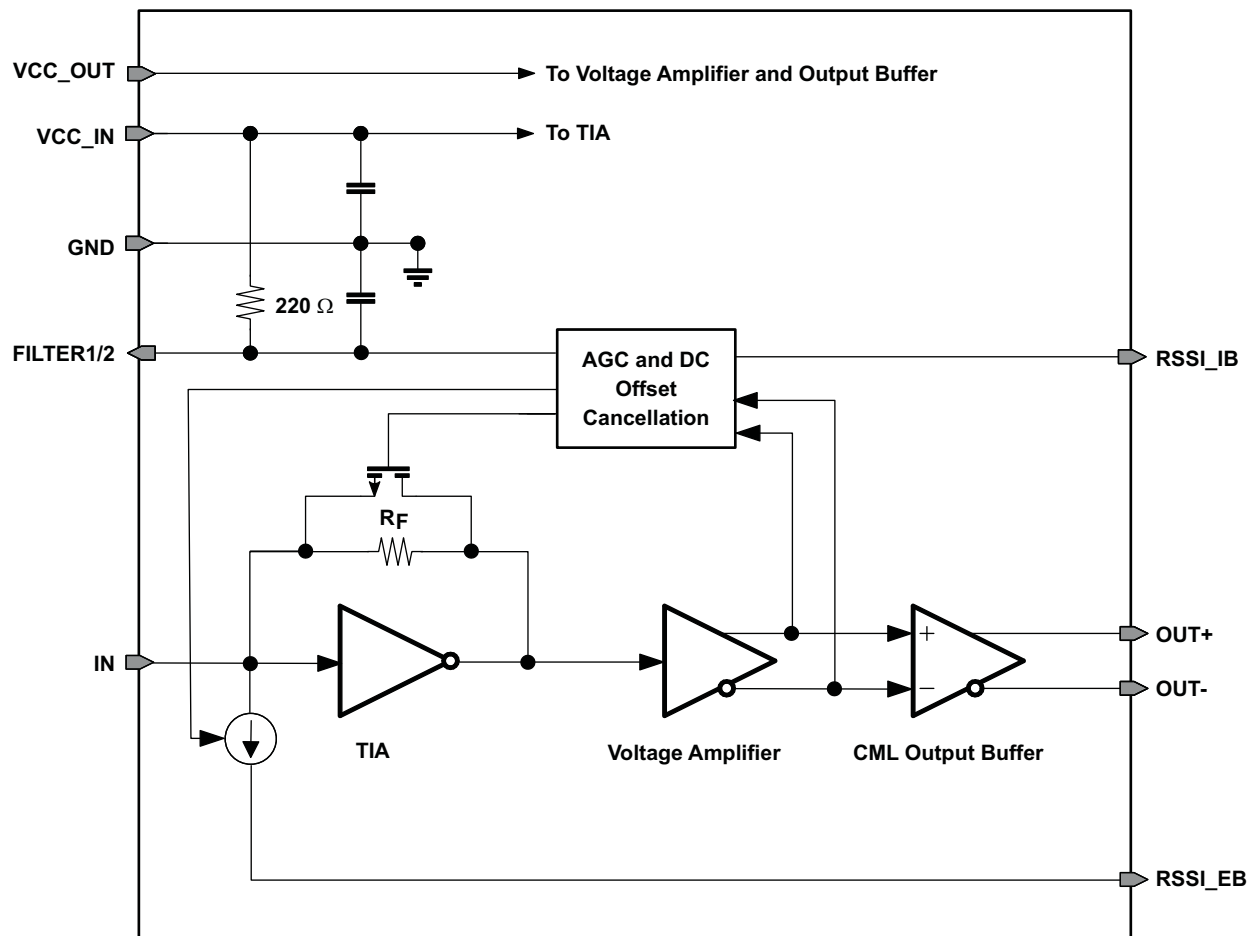 VCC_OUT
To Voltage Amplifier and Output Buffer
VCC_IN
To TIA
GND
220 Ω
FILTER1/2
AGC and DC
Offset
Cancellation
RSSI_IB
RF
IN
+
−
OUT+
OUT-
TIA
Voltage Amplifier
CML Output Buffer
RSSI_EB